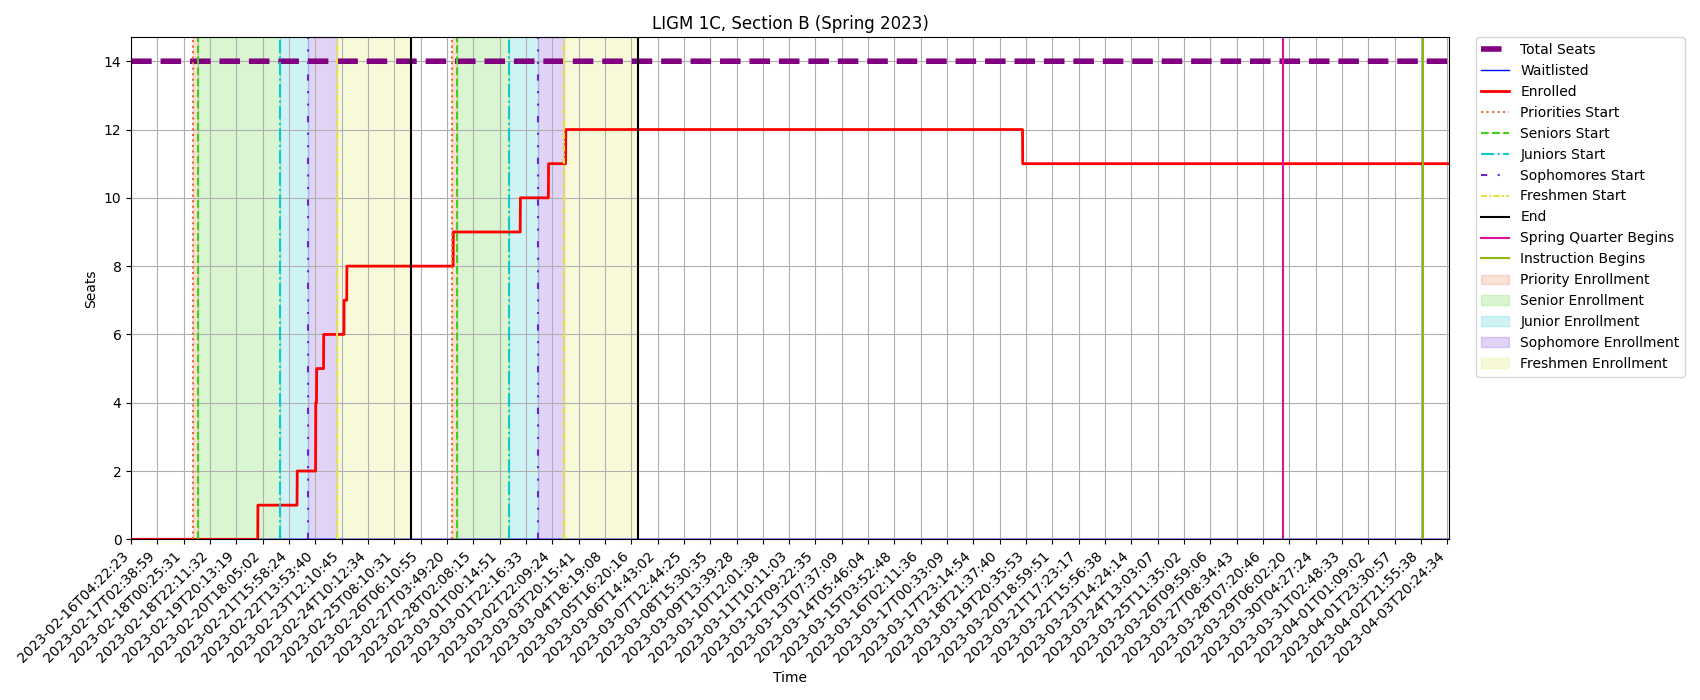 LIGM 1C, Section B (Spring 2023)
Seats
14
12
10
8
6
4
2
0
2023-02-16T04:22:23
2023-02-17T02:38:59
2023-02-18T00:25:31
2023-02-18T22:11:32
2023-02-19T20:13:19
2023-02-20T18:05:02
2023-02-21T15:58:24
2023-02-22T13:53:40
2023-02-23T12:10:45
2023-02-24T10:12:34
2023-02-25T08:10:31
2023-02-26T06:10:55
2023-02-27T03:49:20
2023-02-28T02:08:15
2023-03-01T00:14:51
2023-03-01T22:16:33
2023-03-02T22:09:24
2023-03-03T20:15:41
2023-03-04T18:19:08
2023-03-05T16:20:16
2023-03-06T14:43:02
2023-03-07T12:44:25
2023-03-08T15:30:35
2023-03-09T13:39:28
2023-03-10T12:01:38
2023-03-11T10:11:03
2023-03-12T09:22:35
2023-03-13T07:37:09
2023-03-14T05:46:04
2023-03-15T03:52:48
2023-03-16T02:11:36
2023-03-17T00:33:09
2023-03-17T23:14:54
2023-03-18T21:37:40
2023-03-19T20:35:53
2023-03-20T18:59:51
2023-03-21T17:23:17
2023-03-22T15:56:38
2023-03-23T14:24:14
2023-03-24T13:03:07
2023-03-25T11:35:02
2023-03-26T09:59:06
2023-03-27T08:34:43
2023-03-28T07:20:46
2023-03-29T06:02:20
2023-03-30T04:27:24
2023-03-31T02:48:33
2023-04-01T01:09:02
2023-04-01T23:30:57
2023-04-02T21:55:38
2023-04-03T20:24:34
Time
Total Seats
Waitlisted
Enrolled
Priorities Start
Seniors Start
Juniors Start
Sophomores Start
Freshmen Start
End
Spring Quarter Begins
Instruction Begins
Priority Enrollment
Senior Enrollment
Junior Enrollment
Sophomore Enrollment
Freshmen Enrollment